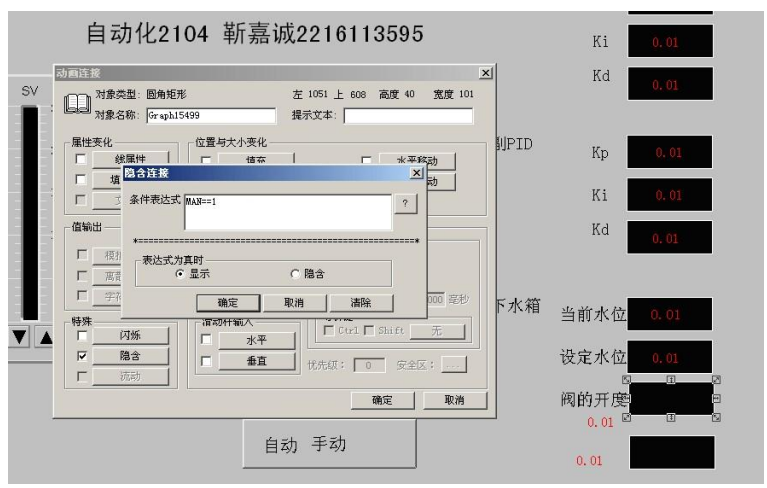 自动化2104 靳嘉诚2216113595
Ki 0.01
Kd 0.01
SV
动画连接
对象类型: 圆角矩形 左 1051 上 608 高度 40 宽度 101
对象名称: Graph15499 提示文本:
属性变化 位置与大小变化
线属性 填充 水平移动
副PID
Kp 0.01
Ki 0.01
Kd 0.01
隐含连接
条件表达式 MAN==1 ?
*========================================*
表达式为真时
显示 隐含
确定 取消 清除
值输出
毫秒
下水箱
当前水位 0.01
设定水位 0.01
阀的开度
0.01
0.01
特殊 滑动杆输入
闪烁 水平 Ctrl Shift 无
隐含 垂直 优先级: 0 安全区: ...
流动
确定 取消
自动 手动